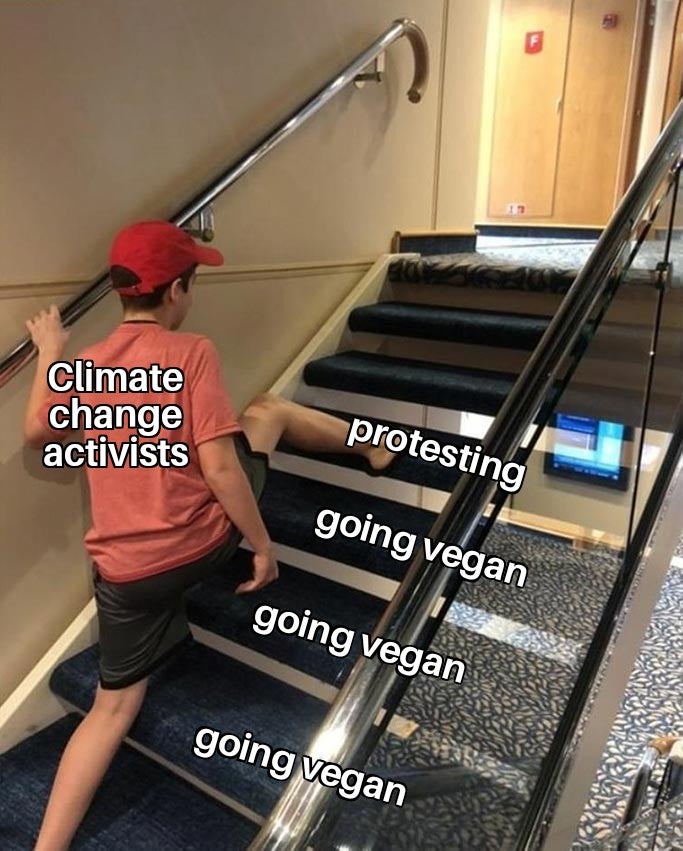 F
Climate
change
activists
protesting
going vegan
going vegan
going vegan